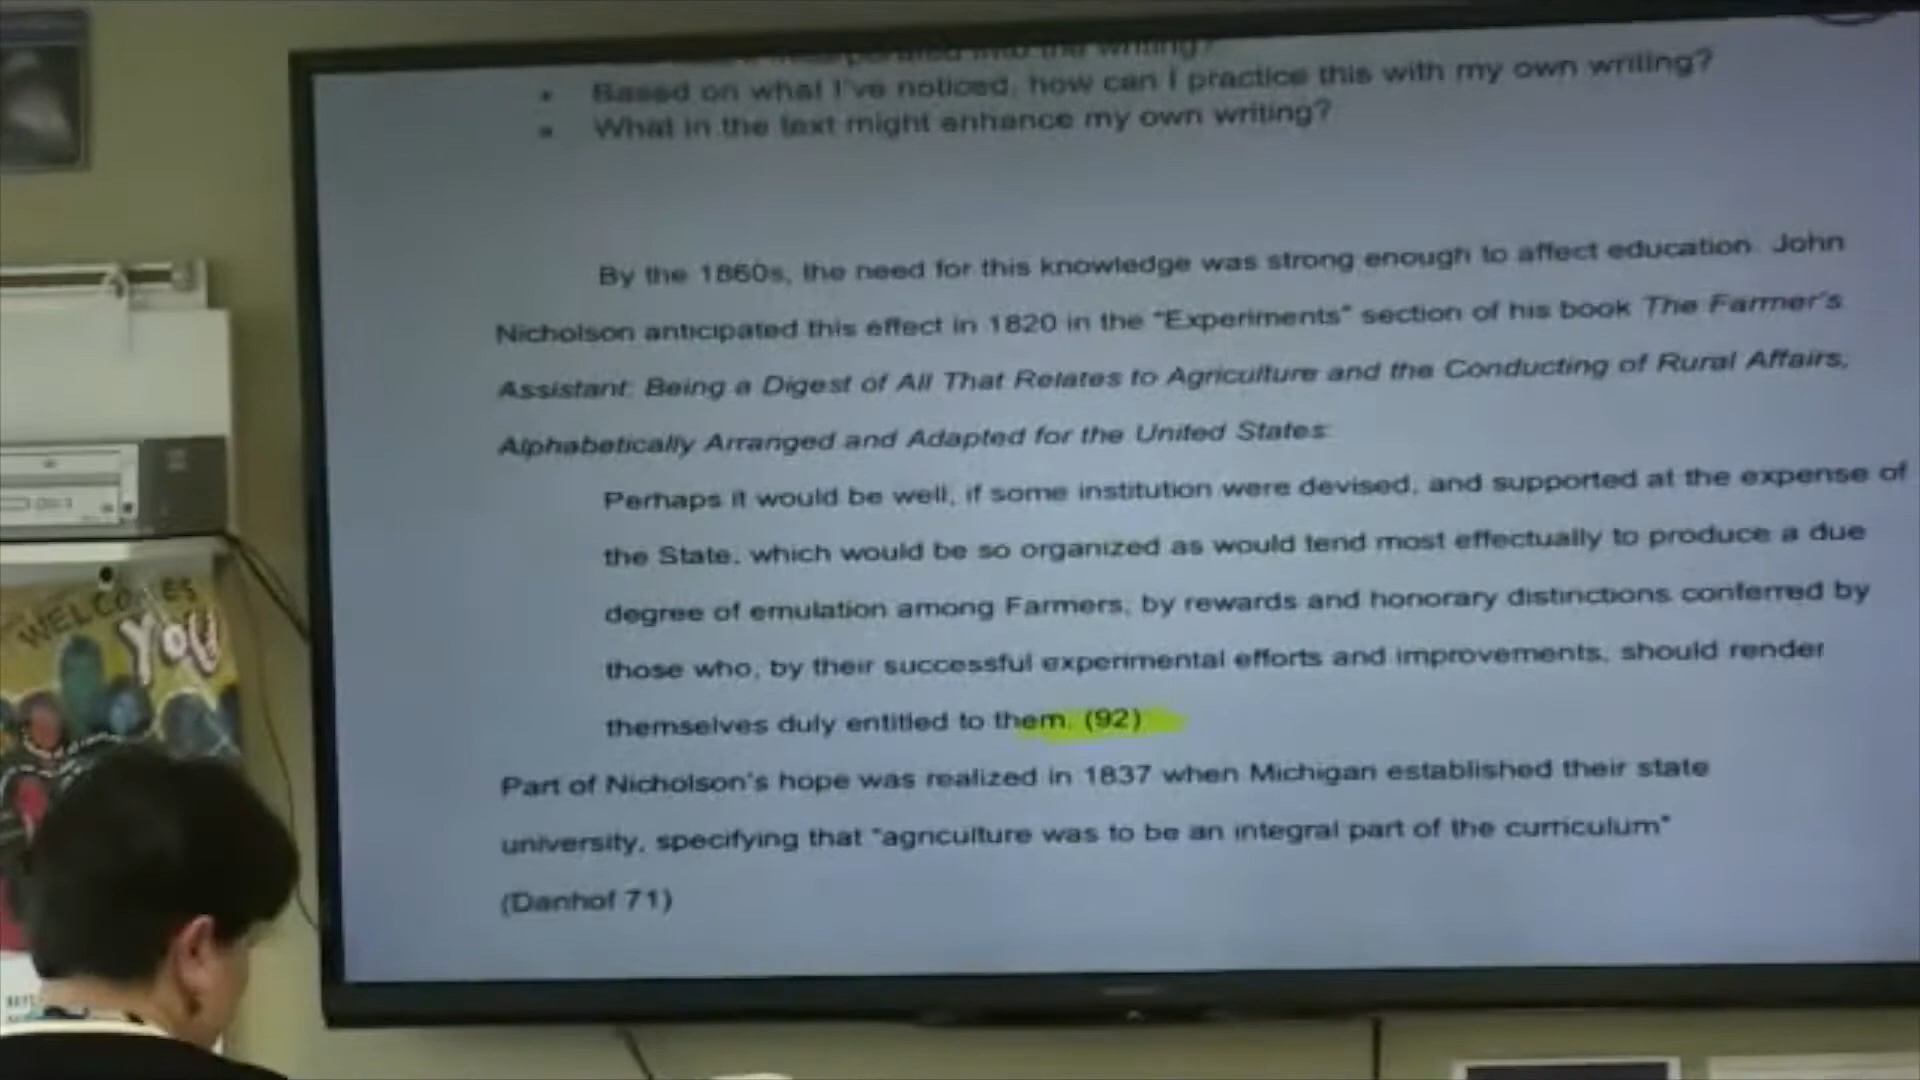 incorporated into the writing?
• Based on what I've noticed, how can I practice this with my own writing?
• What in the text might enhance my own writing?
By the 1860s, the need for this knowledge was strong enough to affect education. John
Nicholson anticipated this effect in 1820 in the "Experiments" section of his book The Farmer's
Assistant: Being a Digest of All That Relates to Agriculture and the Conducting of Rural Affairs,
Alphabetically Arranged and Adapted for the United States:
Perhaps it would be well, if some institution were devised, and supported at the expense of
the State, which would be so organized as would tend most effectually to produce a due
degree of emulation among Farmers, by rewards and honorary distinctions conferred by
those who, by their successful experimental efforts and improvements, should render
themselves duly entitled to them. (92)
Part of Nicholson's hope was realized in 1837 when Michigan established their state
university, specifying that "agriculture was to be an integral part of the curriculum"
(Danhof 71)
WELCOMES
YOU